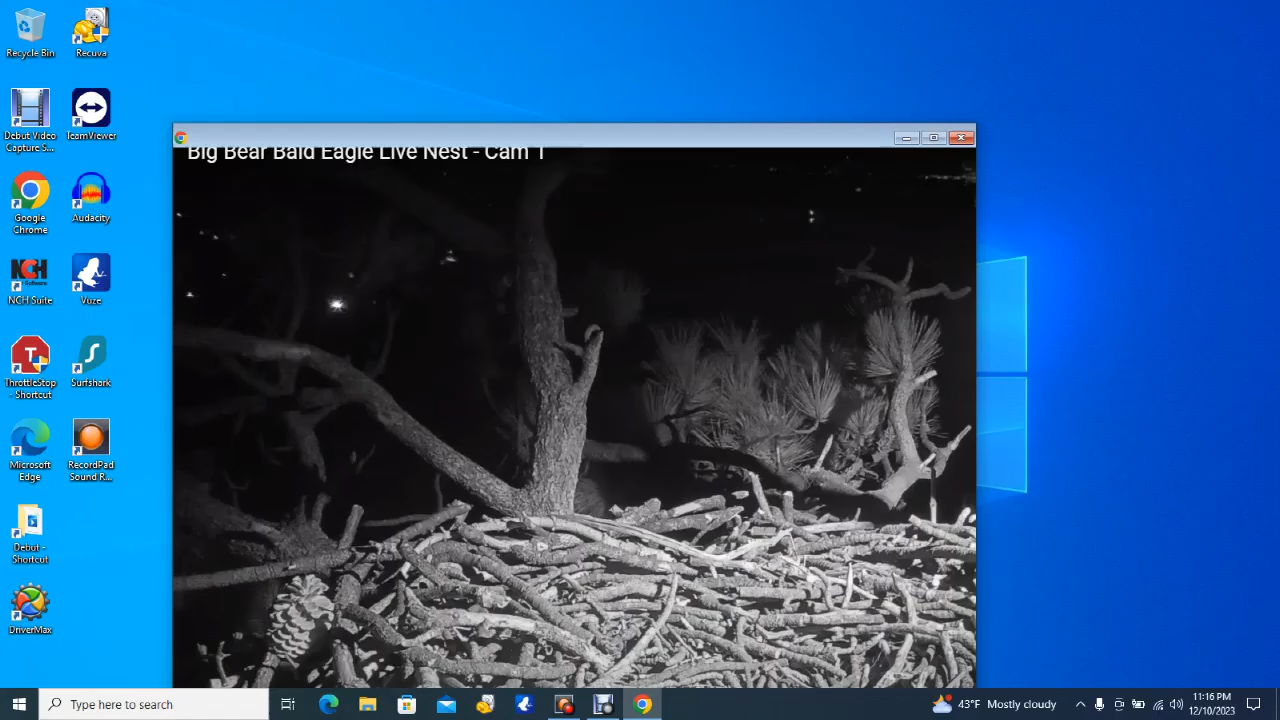 Recycle Bin
Recuva
Debut Video
Capture S...
TeamViewer
Google
Chrome
Audacity
NCH
Software
NCH Suite
Vuze
T
ThrottleStop
- Shortcut
Surfshark
Microsoft
Edge
RecordPad
Sound R...
Debut -
Shortcut
DriverMax
Big Bear Bald Eagle Live Nest - Cam 1
Type here to search
43°F Mostly cloudy
11:16 PM
12/10/2023